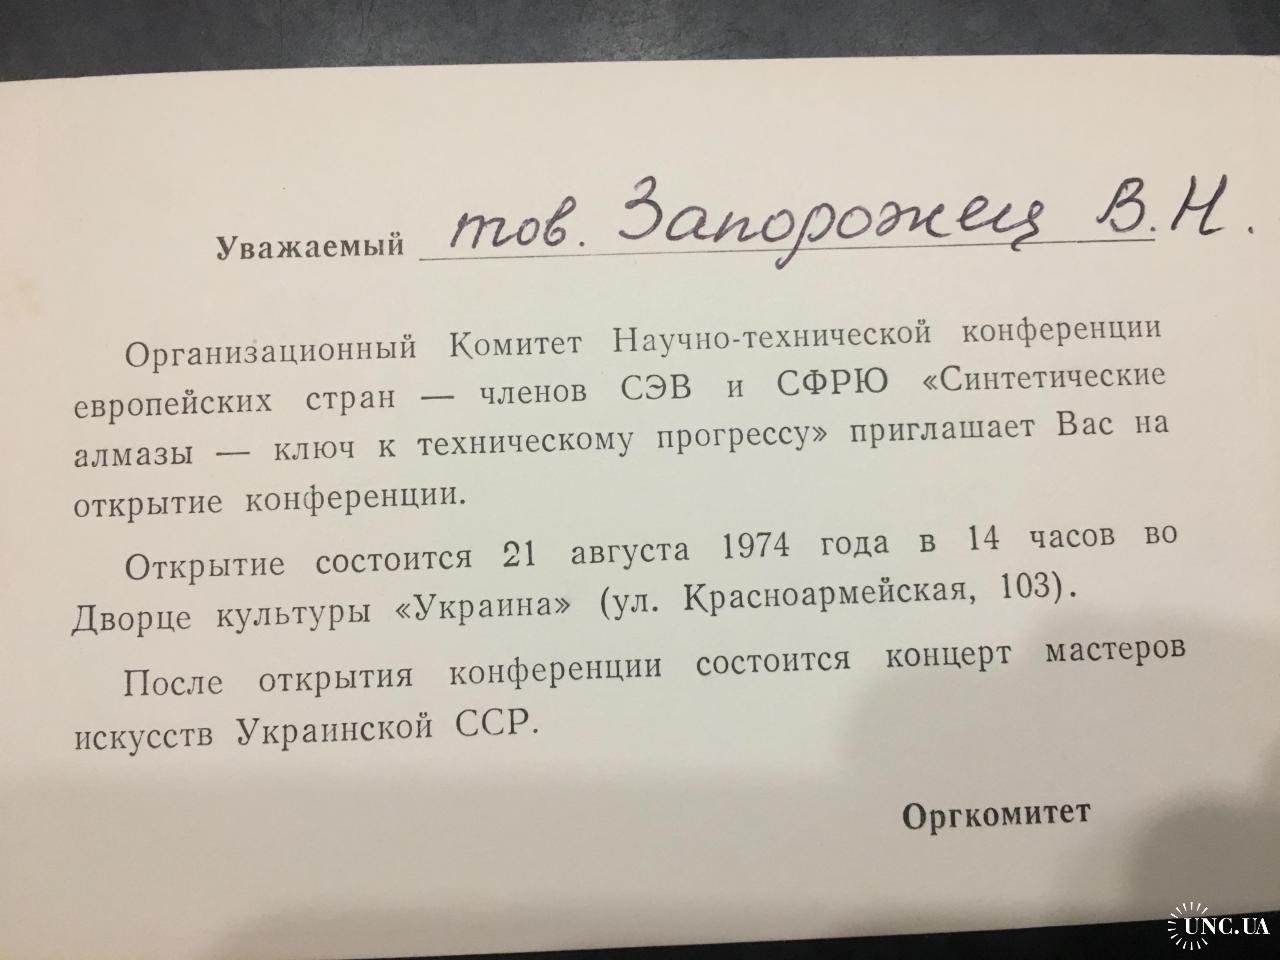 Уважаемый тов. Запорожец В. Н.
Организационный Комитет Научно-технической конференции
европейских стран — членов СЭВ и СФРЮ «Синтетические
алмазы — ключ к техническому прогрессу» приглашает Вас на
открытие конференции.
Открытие состоится 21 августа 1974 года в 14 часов во
Дворце культуры «Украина» (ул. Красноармейская, 103).
После открытия конференции состоится концерт мастеров
искусств Украинской ССР.
Оргкомитет
UNC.UA